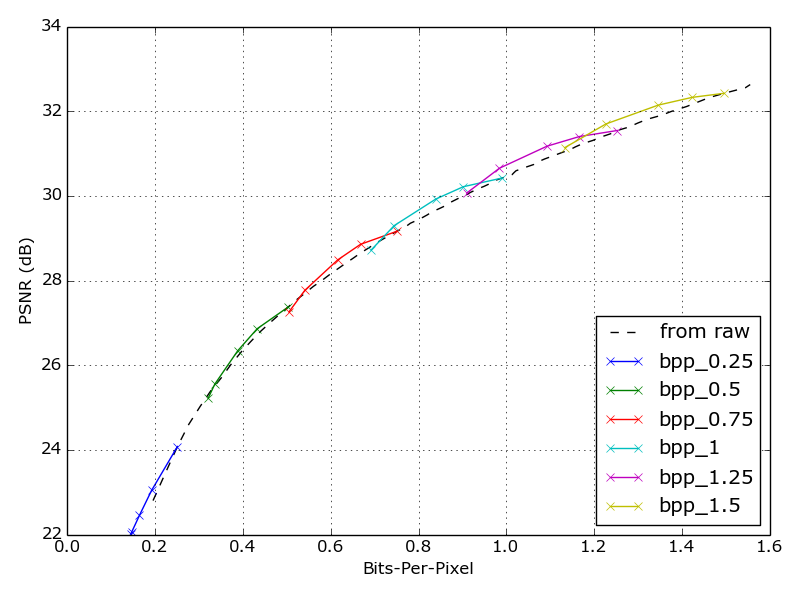 34
32
30
28
26
24
22
PSNR (dB)
from raw
bpp_0.25
bpp_0.5
bpp_0.75
bpp_1
bpp_1.25
bpp_1.5
0.0 0.2 0.4 0.6 0.8 1.0 1.2 1.4 1.6
Bits-Per-Pixel